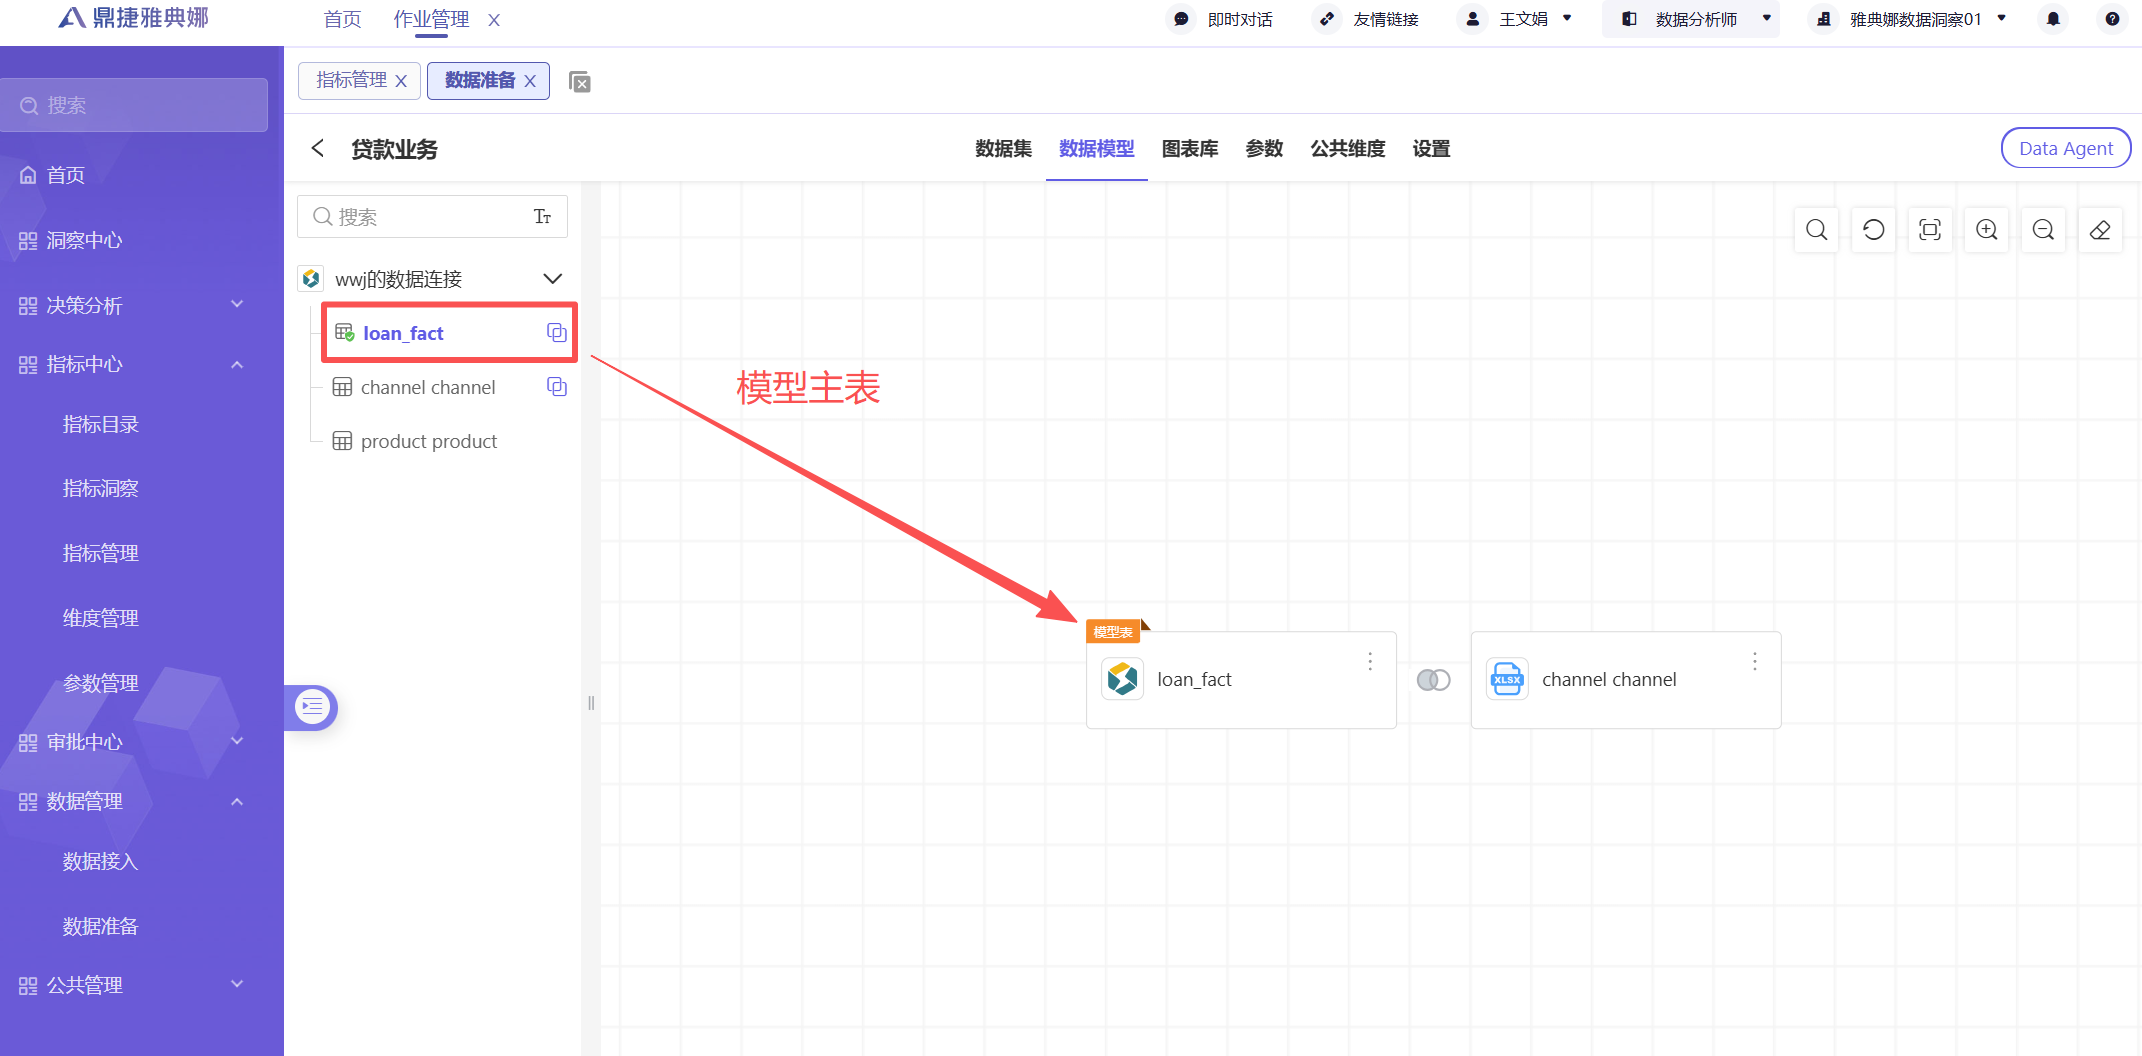 鼎捷雅典娜
首页
作业管理 X
即时对话
友情链接
王文娟
数据分析师
雅典娜数据洞察01
指标管理 X
数据准备 X
搜索
首页
洞察中心
决策分析
指标中心
指标目录
指标洞察
指标管理
维度管理
参数管理
审批中心
数据管理
数据接入
数据准备
公共管理
贷款业务
数据集
数据模型
图表库
参数
公共维度
设置
Data Agent
搜索 Tт
wwj的数据连接
loan_fact
channel channel
product product
模型主表
模型表
loan_fact
XLSX
channel channel